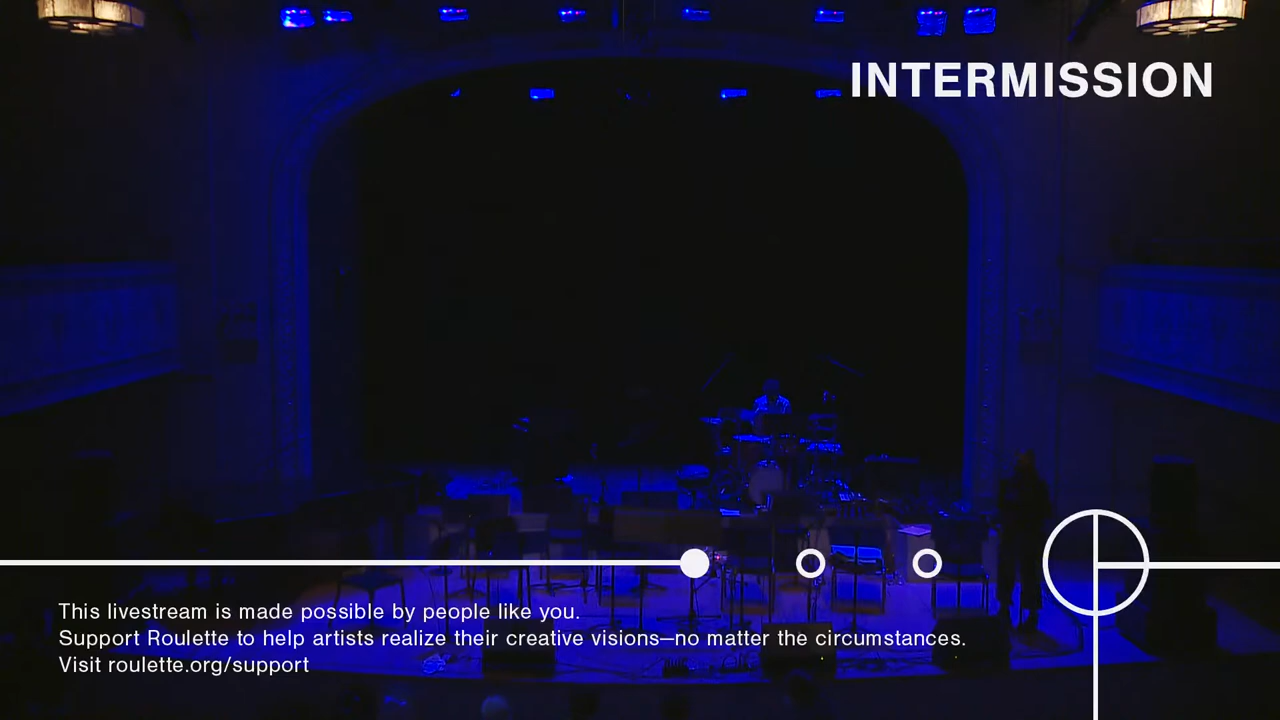 INTERMISSION
This livestream is made possible by people like you.
Support Roulette to help artists realize their creative visions—no matter the circumstances.
Visit roulette.org/support